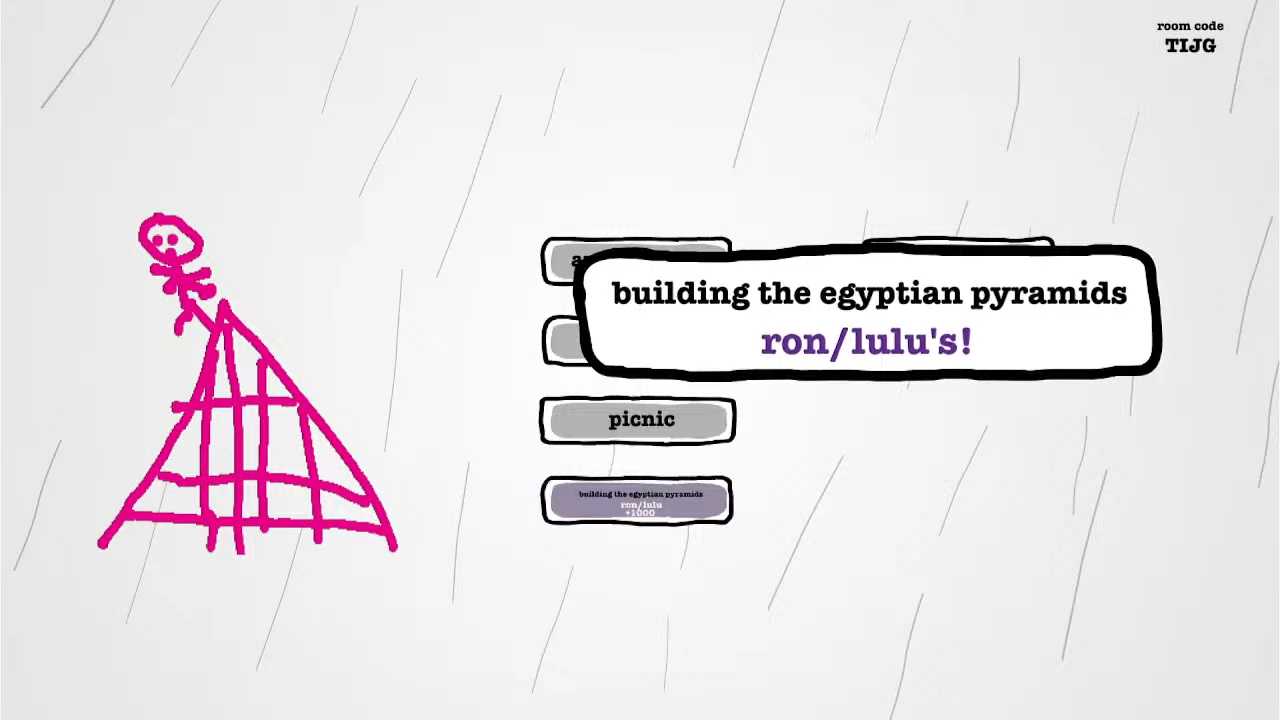 room code
TIJG
building the egyptian pyramids
ron/lulu's!
picnic
building the egyptian pyramids
ron/lulu
+1000